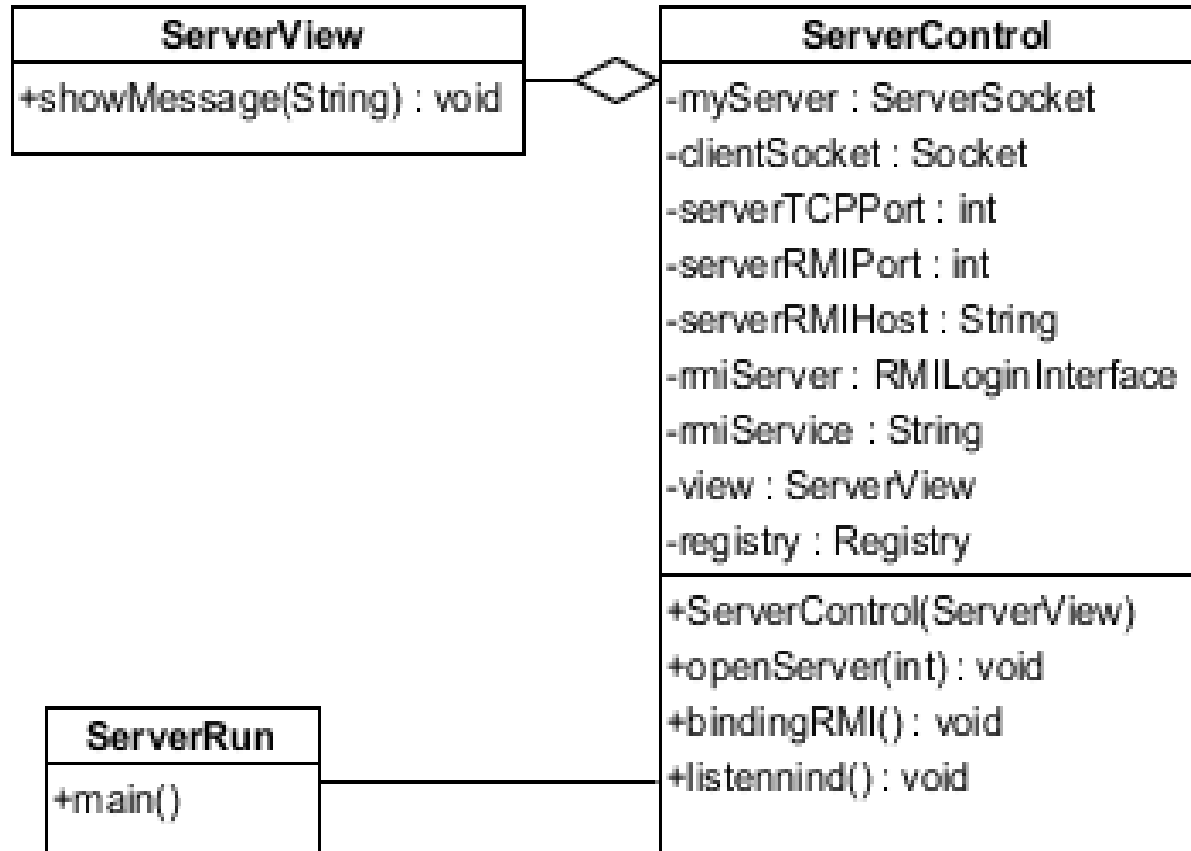 ServerView
+showMessage(String) : void
ServerControl
-myServer : ServerSocket
-clientSocket : Socket
-serverTCPPort : int
-serverRMIPort : int
-serverRMIHost : String
-rmiServer : RMILoginInterface
-rmiService : String
-view : ServerView
-registry : Registry
+ServerControl(ServerView)
+openServer(int) : void
+bindingRMI() : void
+listennind() : void
ServerRun
+main()